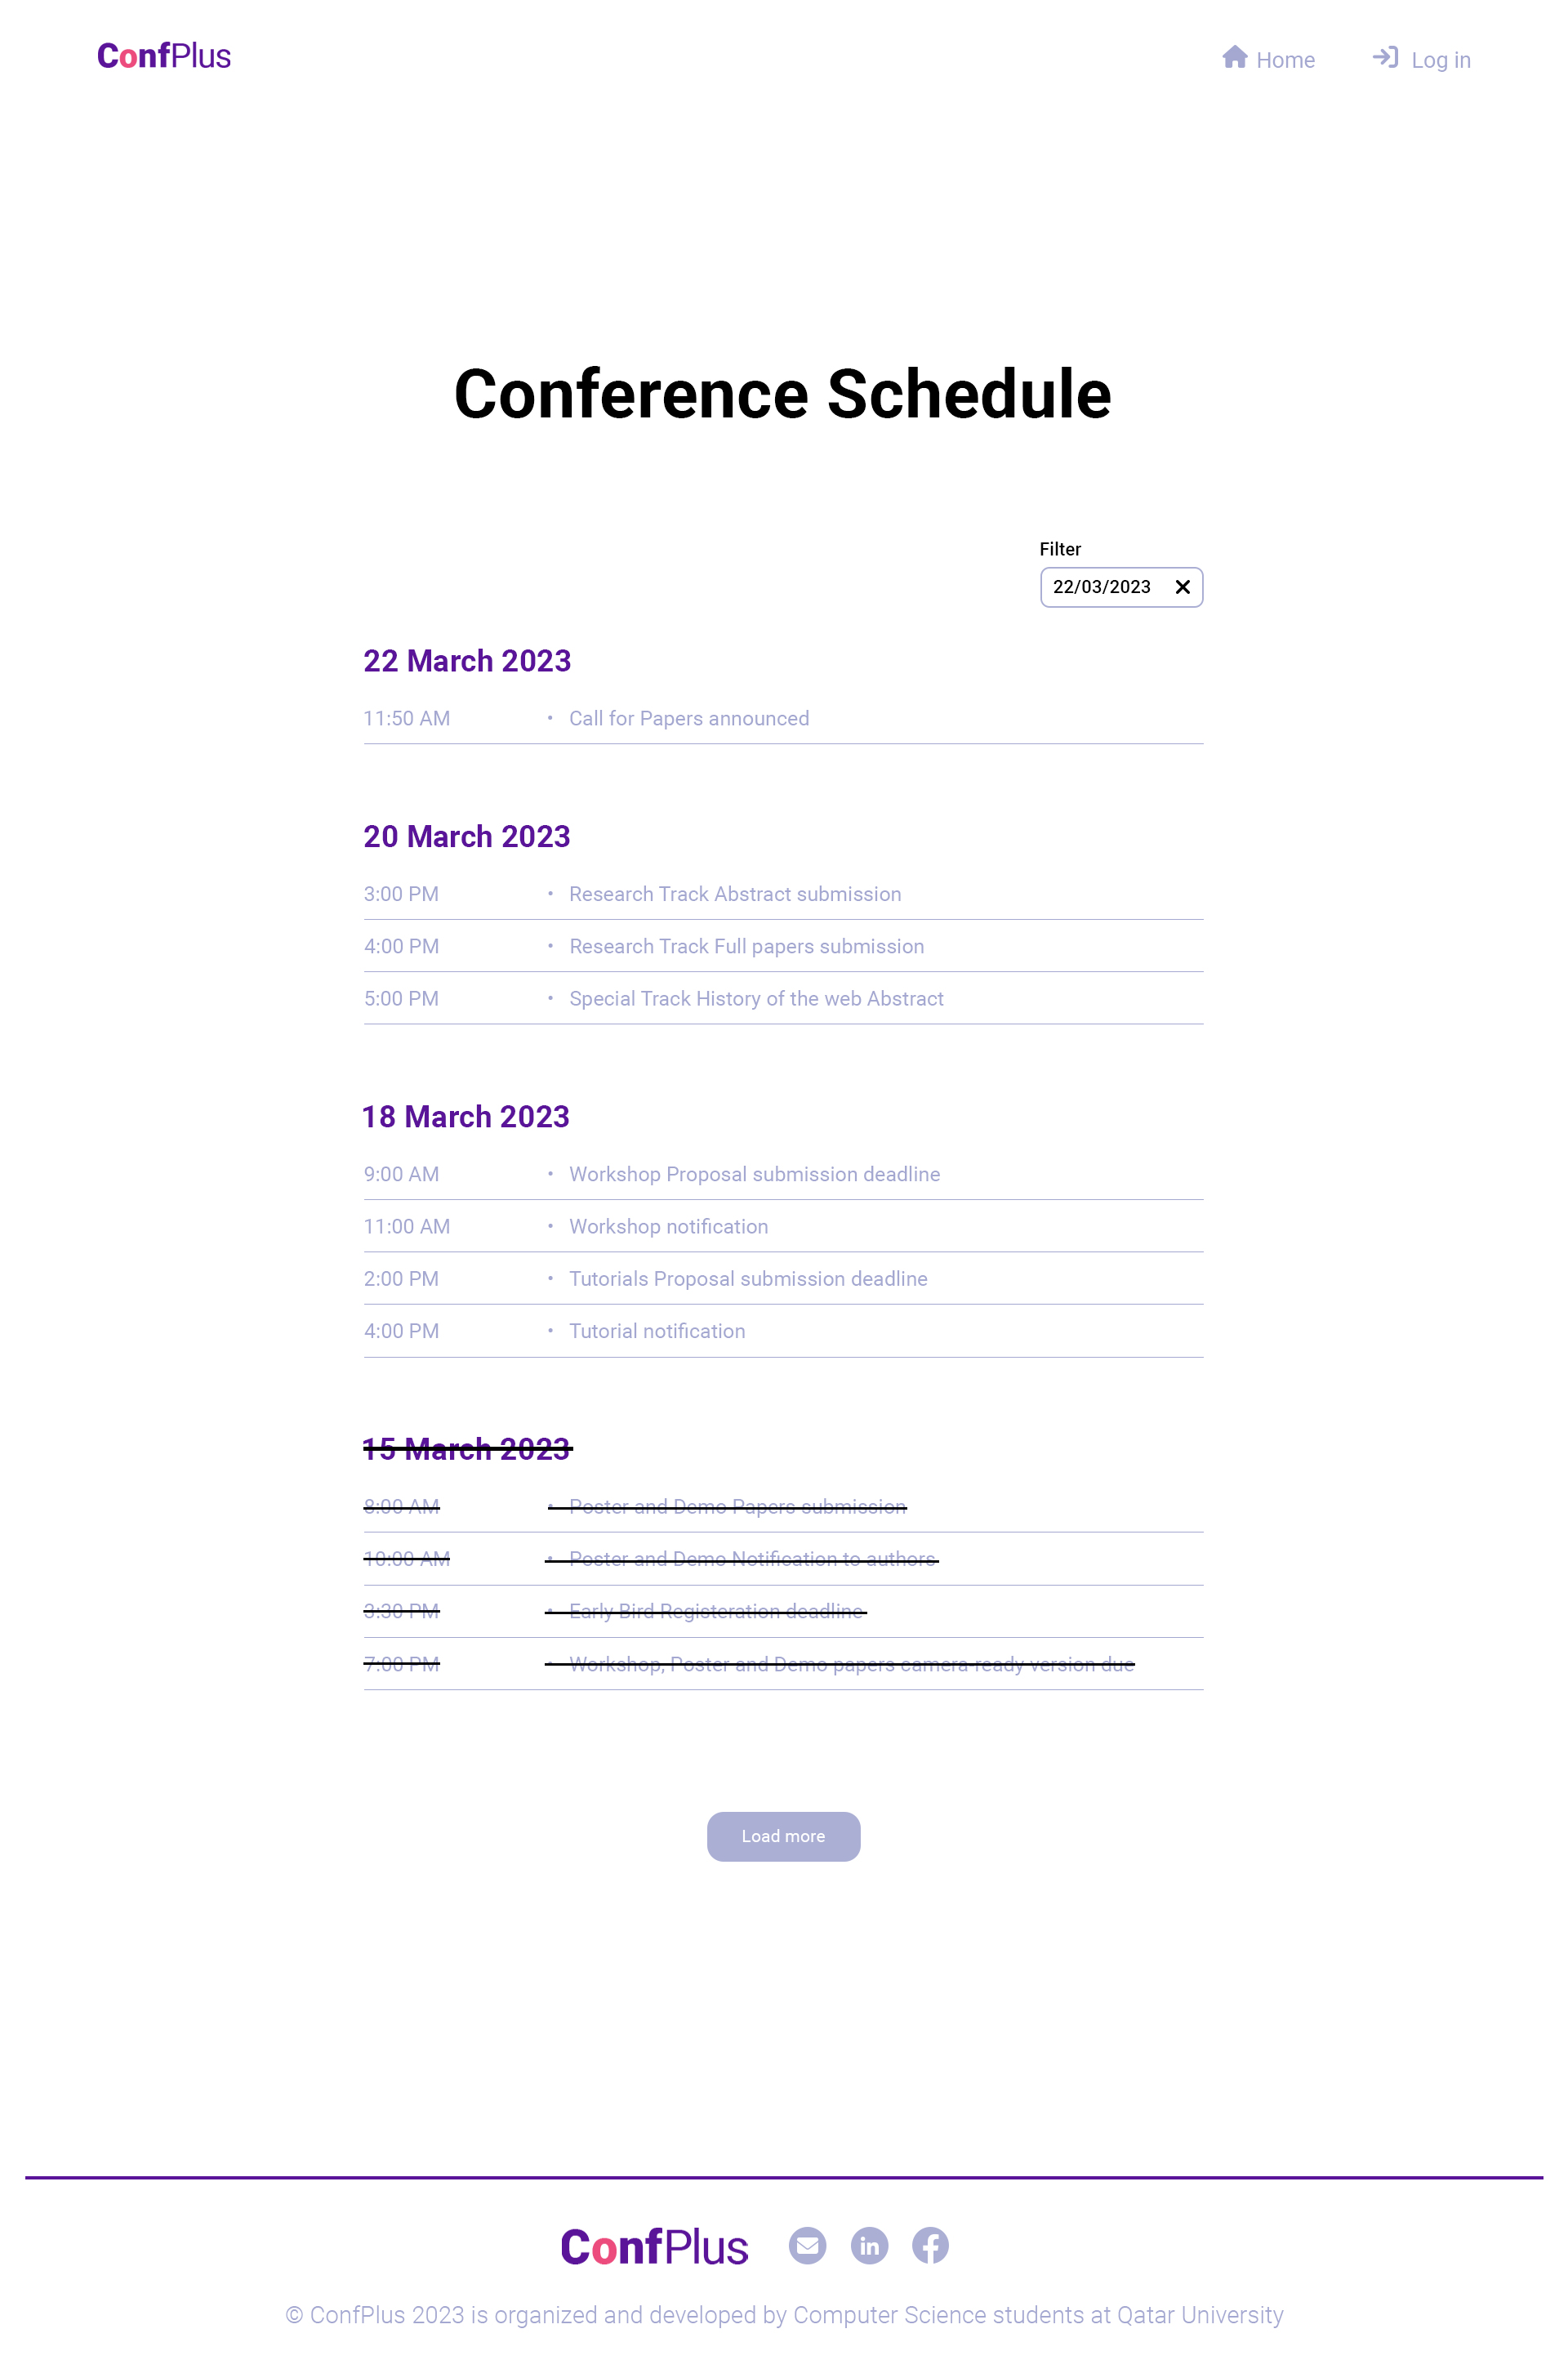 ConfPlus
Home
Log in
Conference Schedule
Filter
22/03/2023
22 March 2023
11:50 AM • Call for Papers announced
20 March 2023
3:00 PM • Research Track Abstract submission
4:00 PM • Research Track Full papers submission
5:00 PM • Special Track History of the web Abstract
18 March 2023
9:00 AM • Workshop Proposal submission deadline
11:00 AM • Workshop notification
2:00 PM • Tutorials Proposal submission deadline
4:00 PM • Tutorial notification
15 March 2023
8:00 AM • Poster and Demo Papers submission
10:00 AM • Poster and Demo Notification to authors
3:30 PM • Early Bird Registeration deadline
7:00 PM • Workshop, Poster and Demo papers camera-ready version due
Load more
ConfPlus
© ConfPlus 2023 is organized and developed by Computer Science students at Qatar University